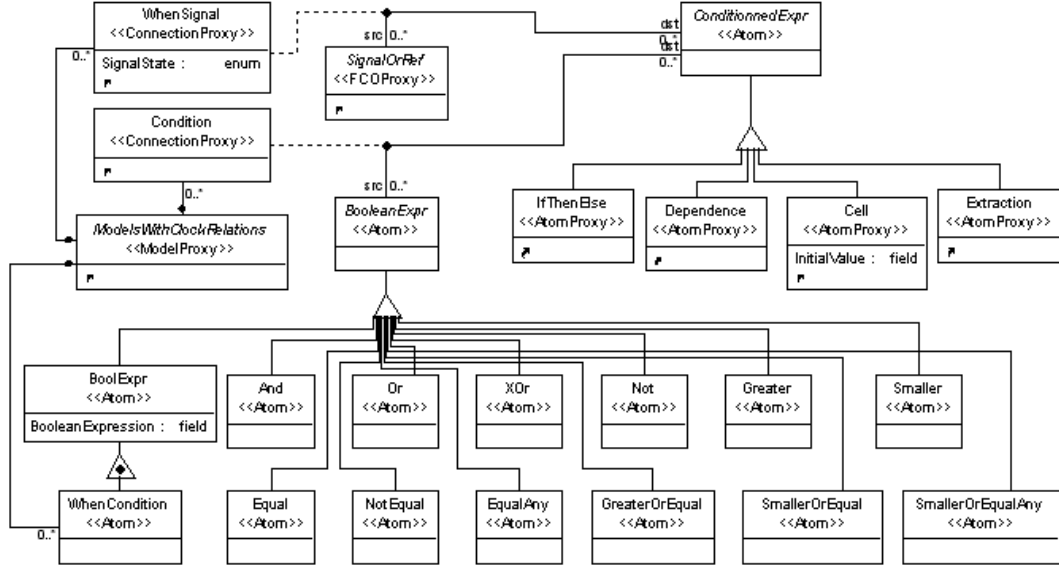 WhenSignal
<<ConnectionProxy>>
SignalState : enum
0..*
src 0..*
SignalOrRef
<<FCOProxy>>
ConditionnedExpr
<<Atom>>
dst
0..*
dst
0..*
Condition
<<ConnectionProxy>>
0..*
src 0..*
ModelsWithClockRelations
<<ModelProxy>>
BooleanExpr
<<Atom>>
IfThenElse
<<AtomProxy>>
Dependence
<<AtomProxy>>
Cell
<<AtomProxy>>
InitialValue : field
Extraction
<<AtomProxy>>
BoolExpr
<<Atom>>
BooleanExpression : field
And
<<Atom>>
Or
<<Atom>>
XOr
<<Atom>>
Not
<<Atom>>
Greater
<<Atom>>
Smaller
<<Atom>>
WhenCondition
<<Atom>>
0..*
Equal
<<Atom>>
NotEqual
<<Atom>>
EqualAny
<<Atom>>
GreaterOrEqual
<<Atom>>
SmallerOrEqual
<<Atom>>
SmallerOrEqualAny
<<Atom>>